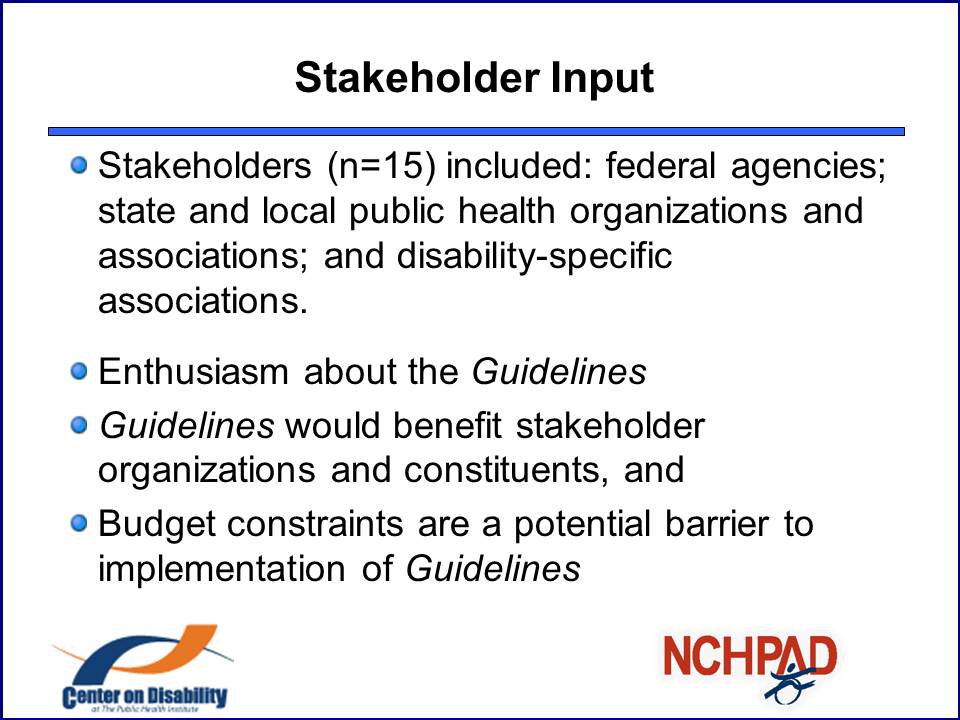 Stakeholder Input
Stakeholders (n=15) included: federal agencies;
state and local public health organizations and
associations; and disability-specific
associations.
Enthusiasm about the Guidelines
Guidelines would benefit stakeholder
organizations and constituents, and
Budget constraints are a potential barrier to
implementation of Guidelines
Center on Disability
at The Public Health Institute
NCHPAD